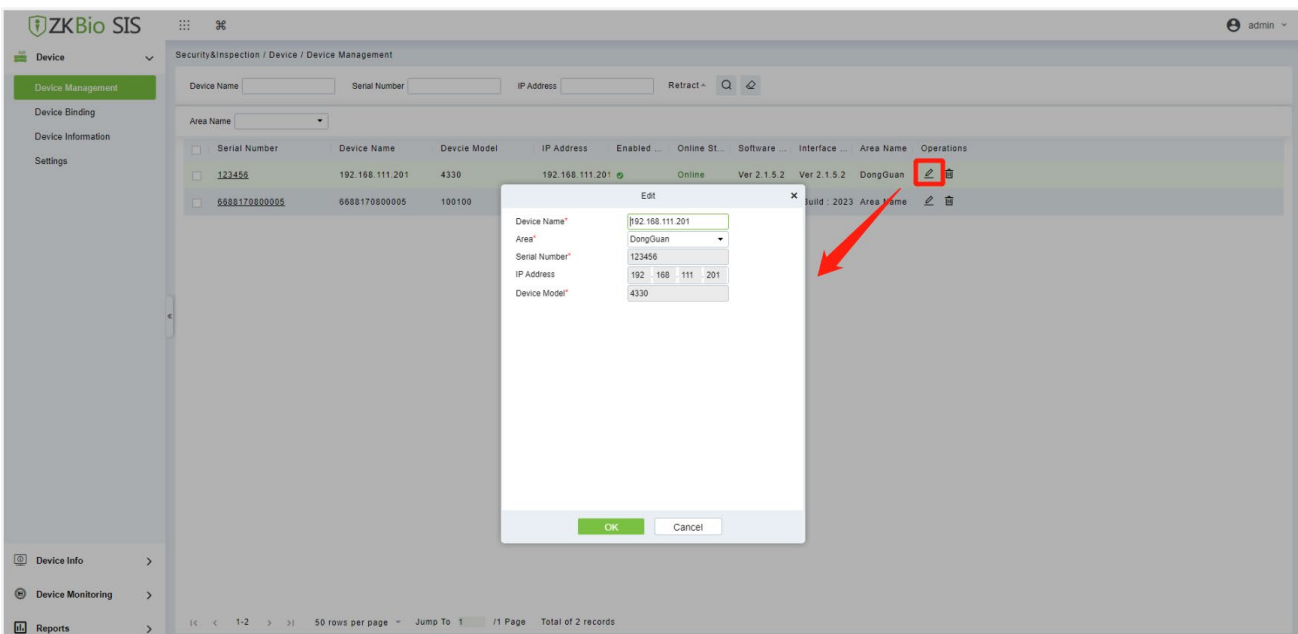 ZKBio SIS
admin
Device
Security&Inspection / Device / Device Management
Device Management
Device Name Serial Number IP Address Retract
Device Binding
Area Name
Device Information
Settings
Serial Number Device Name Devcie Model IP Address Enabled ... Online St... Software ... Interface ... Area Name Operations
123456 192.168.111.201 4330 192.168.111.201 Online Ver 2.1.5.2 Ver 2.1.5.2 DongGuan
6688170800005 6688170800005 100100 Build : 2023 Area Name
Edit
Device Name* 192.168.111.201
Area* DongGuan
Serial Number* 123456
IP Address 192 . 168 . 111 . 201
Device Model* 4330
OK Cancel
Device Info
Device Monitoring
Reports
1-2 50 rows per page Jump To 1 /1 Page Total of 2 records